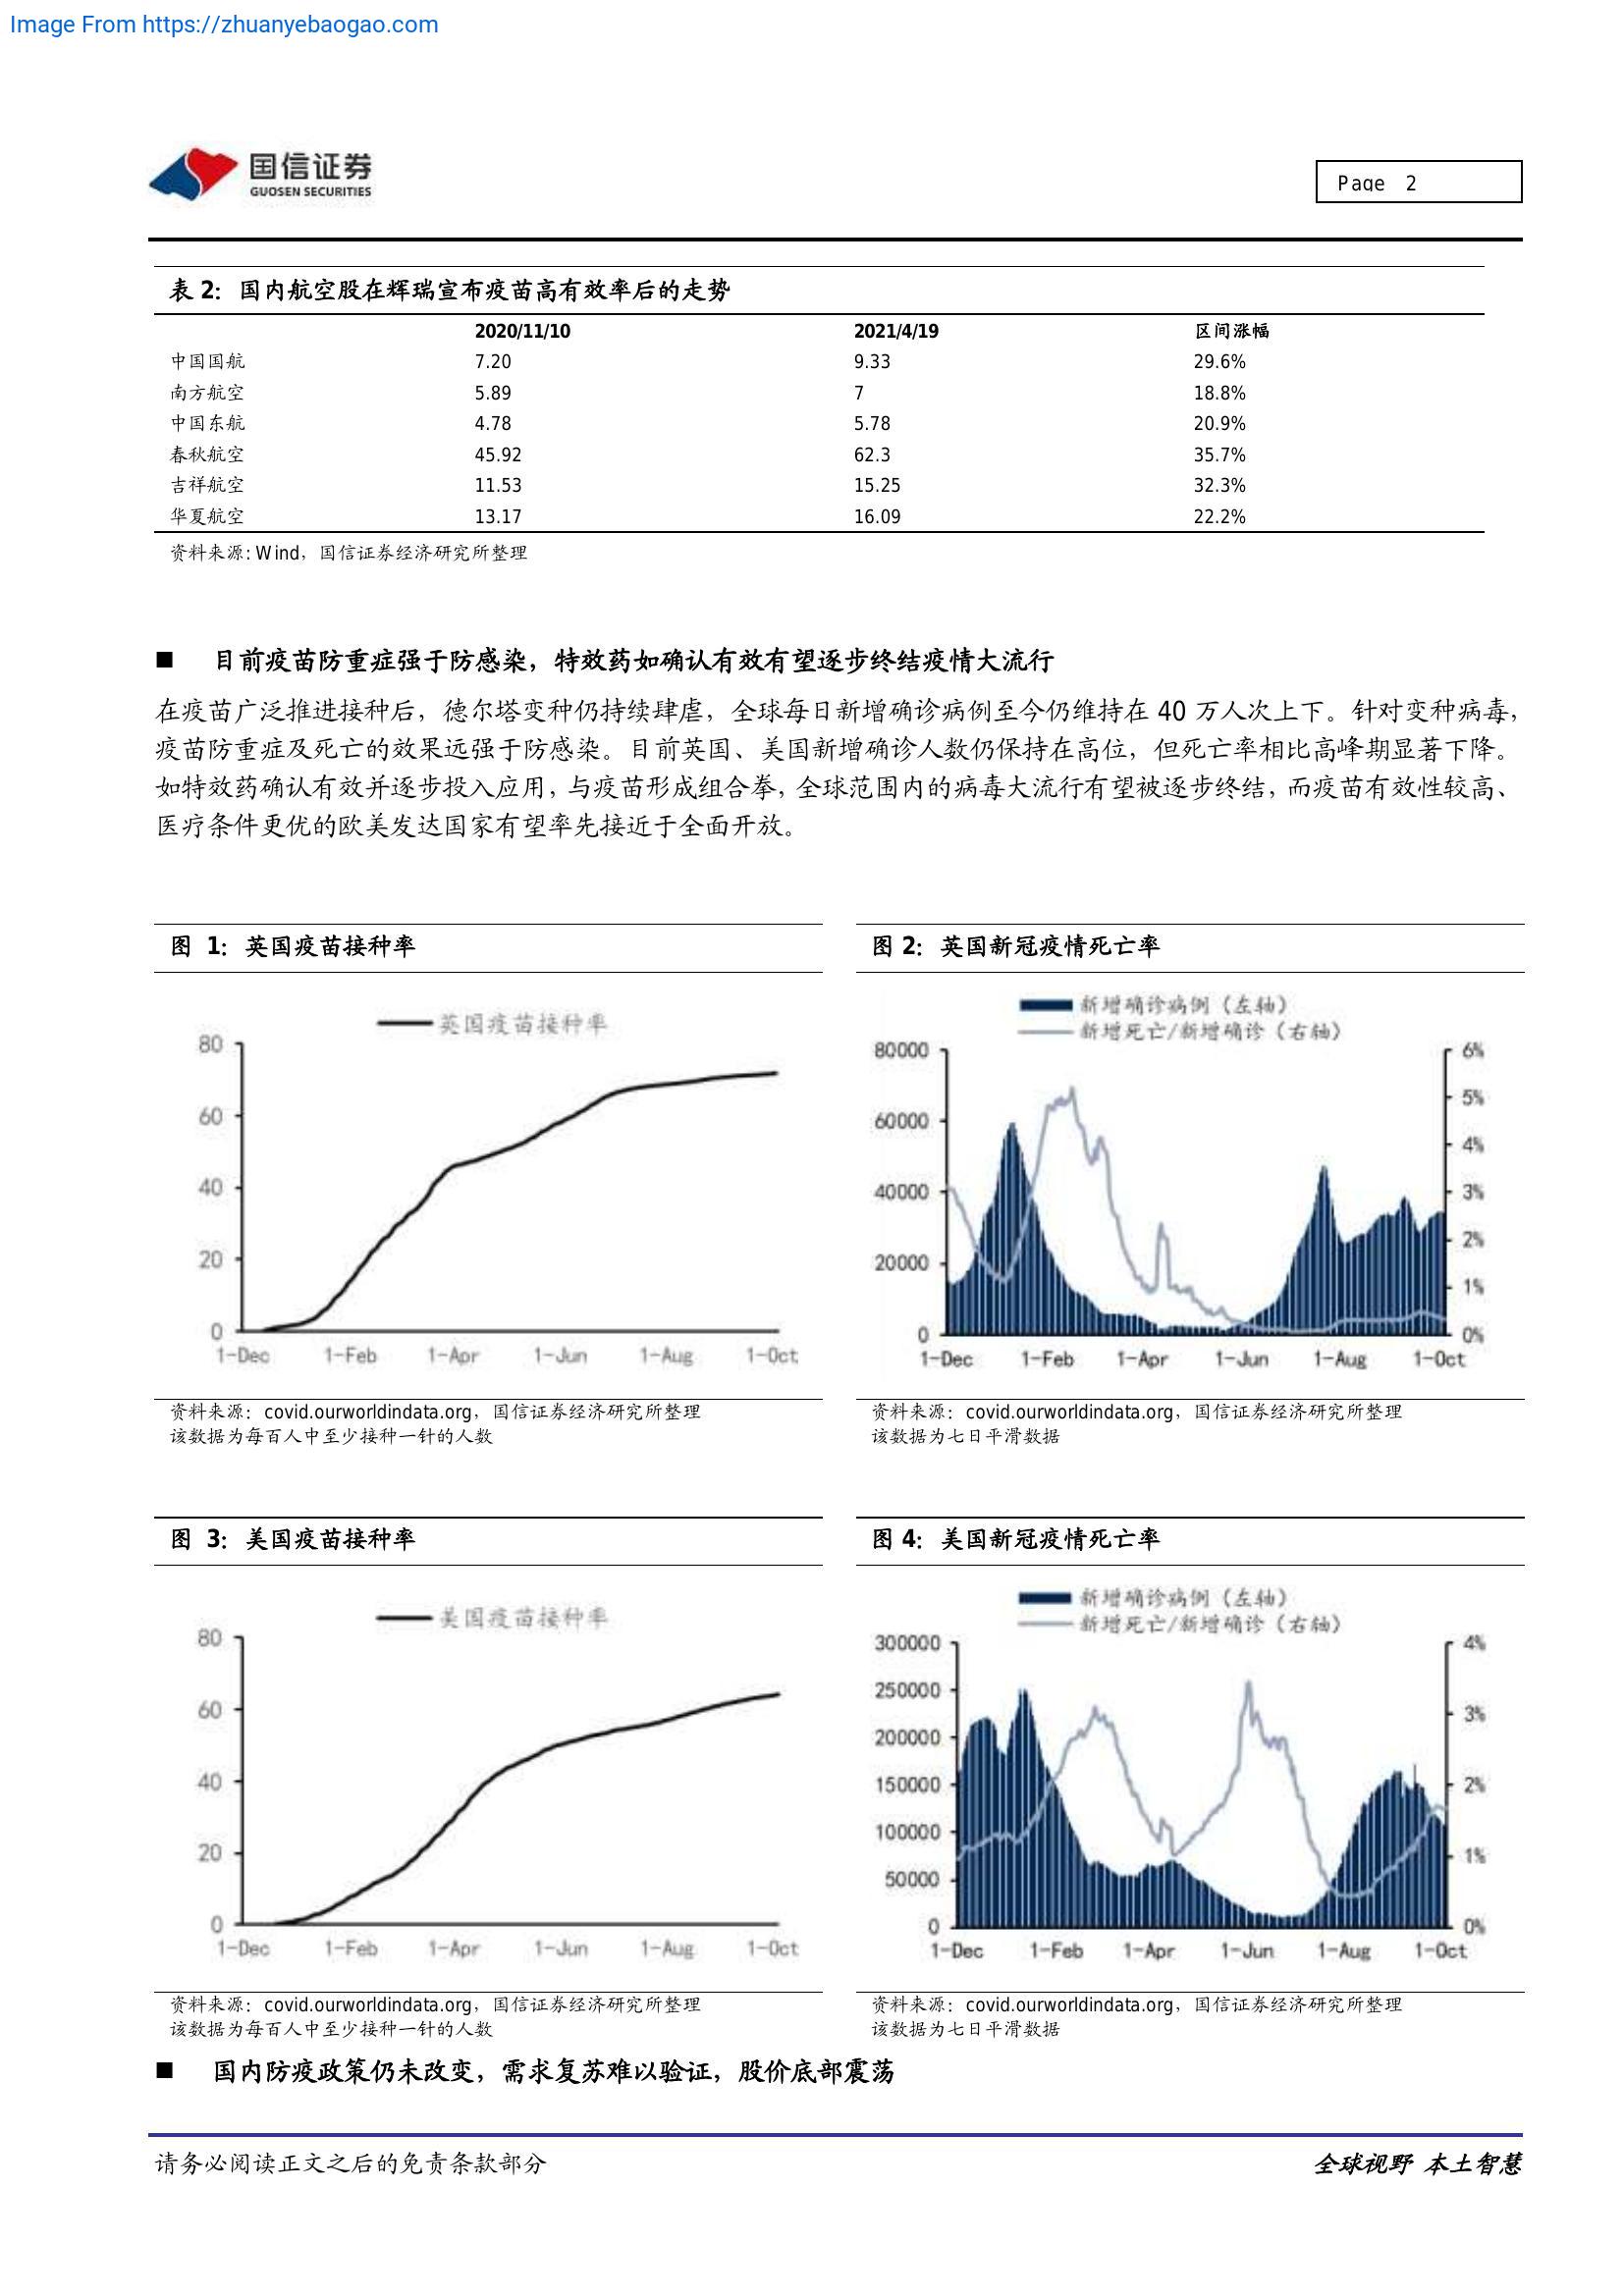 Image From https://zhuanyebaogao.com
国信证券
GUOSEN SECURITIES
Page 2
表 2：国内航空股在辉瑞宣布疫苗高有效率后的走势
2020/11/10 2021/4/19 区间涨幅
中国国航 7.20 9.33 29.6%
南方航空 5.89 7 18.8%
中国东航 4.78 5.78 20.9%
春秋航空 45.92 62.3 35.7%
吉祥航空 11.53 15.25 32.3%
华夏航空 13.17 16.09 22.2%
资料来源: Wind，国信证券经济研究所整理
■ 目前疫苗防重症强于防感染，特效药如确认有效有望逐步终结疫情大流行
在疫苗广泛推进接种后，德尔塔变种仍持续肆虐，全球每日新增确诊病例至今仍维持在 40 万人次上下。针对变种病毒，
疫苗防重症及死亡的效果远强于防感染。目前英国、美国新增确诊人数仍保持在高位，但死亡率相比高峰期显著下降。
如特效药确认有效并逐步投入应用，与疫苗形成组合拳，全球范围内的病毒大流行有望被逐步终结，而疫苗有效性较高、
医疗条件更优的欧美发达国家有望率先接近于全面开放。
图 1：英国疫苗接种率
英国疫苗接种率
80
60
40
20
0
1-Dec 1-Feb 1-Apr 1-Jun 1-Aug 1-Oct
资料来源：covid.ourworldindata.org，国信证券经济研究所整理
该数据为每百人中至少接种一针的人数
图 2：英国新冠疫情死亡率
新增确诊病例（左轴）
新增死亡/新增确诊（右轴）
80000
60000
40000
20000
0
6%
5%
4%
3%
2%
1%
0%
1-Dec 1-Feb 1-Apr 1-Jun 1-Aug 1-Oct
资料来源：covid.ourworldindata.org，国信证券经济研究所整理
该数据为七日平滑数据
图 3：美国疫苗接种率
美国疫苗接种率
80
60
40
20
0
1-Dec 1-Feb 1-Apr 1-Jun 1-Aug 1-Oct
资料来源：covid.ourworldindata.org，国信证券经济研究所整理
该数据为每百人中至少接种一针的人数
图 4：美国新冠疫情死亡率
新增确诊病例（左轴）
新增死亡/新增确诊（右轴）
300000
250000
200000
150000
100000
50000
0
4%
3%
2%
1%
0%
1-Dec 1-Feb 1-Apr 1-Jun 1-Aug 1-Oct
资料来源：covid.ourworldindata.org，国信证券经济研究所整理
该数据为七日平滑数据
■ 国内防疫政策仍未改变，需求复苏难以验证，股价底部震荡
请务必阅读正文之后的免责条款部分
全球视野 本土智慧